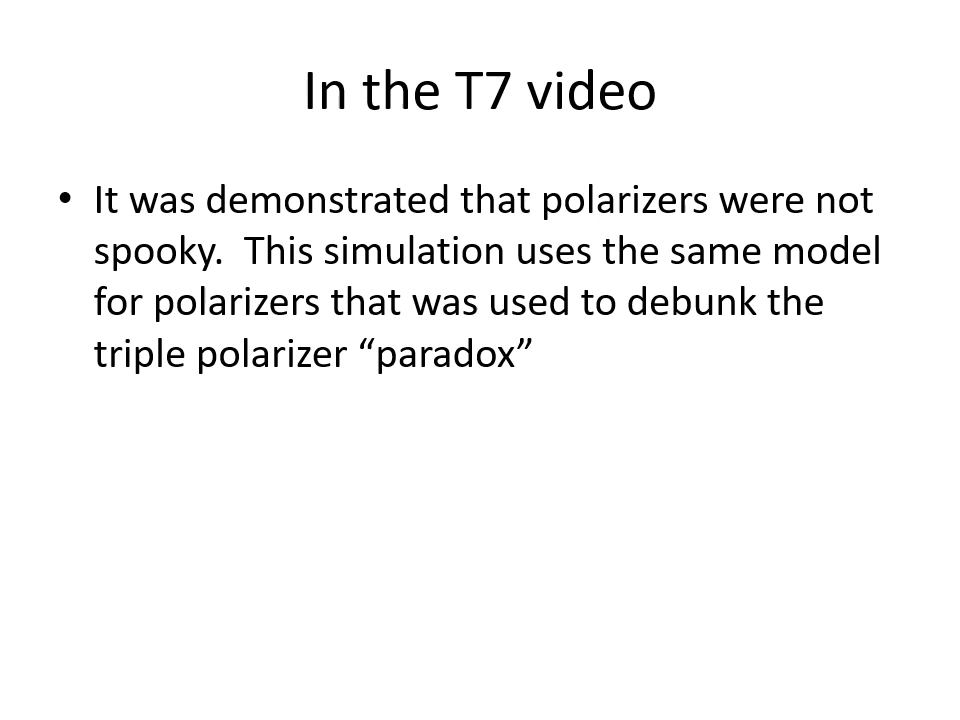 In the T7 video
• It was demonstrated that polarizers were not
spooky.  This simulation uses the same model
for polarizers that was used to debunk the
triple polarizer “paradox”